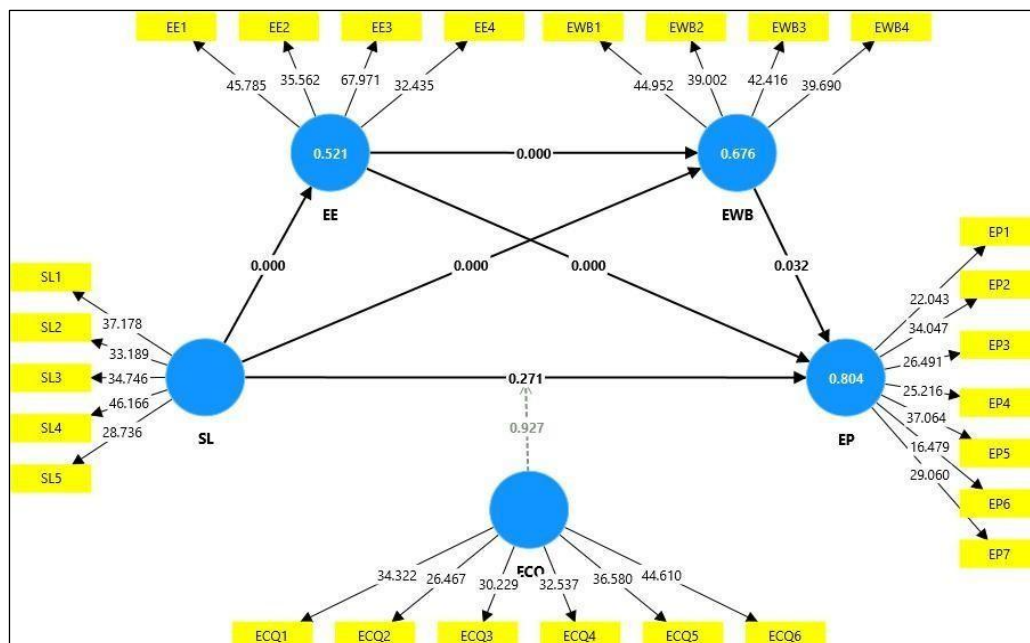 EE1 EE2 EE3 EE4 EWB1 EWB2 EWB3 EWB4
45.785 35.562 67.971 32.435 44.952 39.002 42.416 39.690
0.521 0.000 0.676
EE EWB
0.000 0.000 0.000 0.032
SL1
SL2
SL3
SL4
SL5
37.178
33.189
34.746
46.166
28.736
SL
0.271
0.927
0.804
EP
EP1
EP2
EP3
EP4
EP5
EP6
EP7
22.043
34.047
26.491
25.216
37.064
16.479
29.060
ECQ
34.322 26.467 30.229 32.537 36.580 44.610
ECQ1 ECQ2 ECQ3 ECQ4 ECQ5 ECQ6